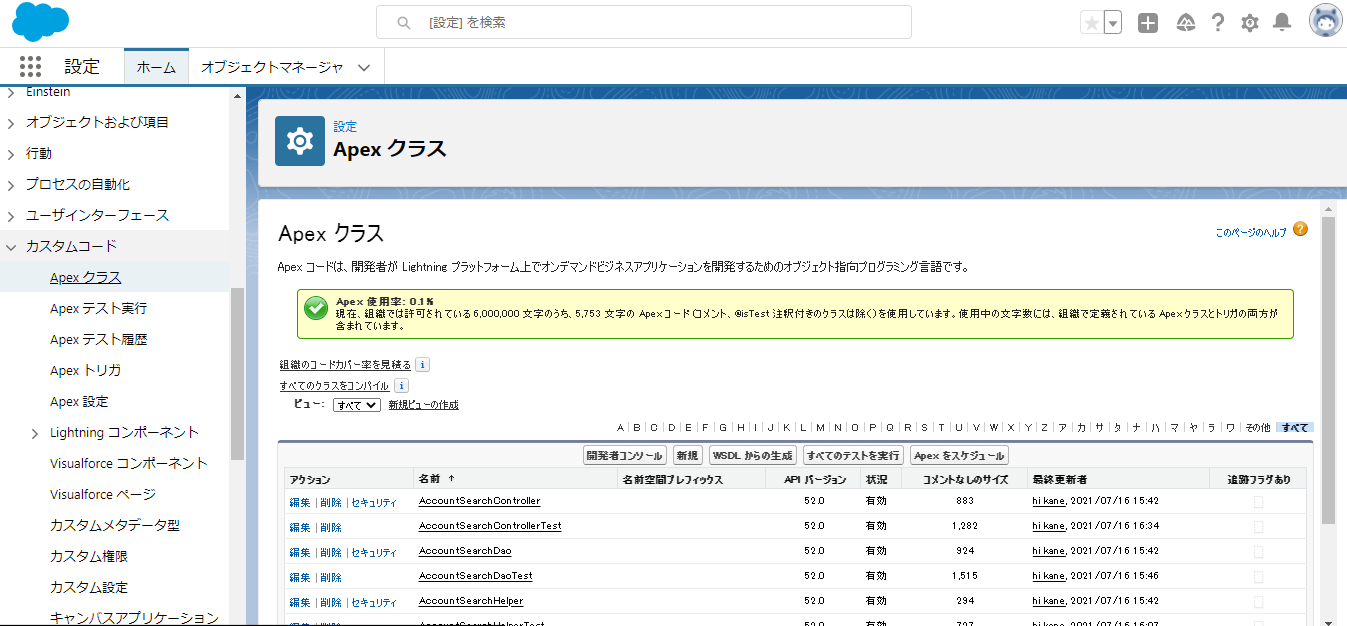 [設定] を検索
設定 ホーム オブジェクトマネージャ
Einstein
オブジェクトおよび項目
行動
プロセスの自動化
ユーザインターフェース
カスタムコード
Apex クラス
Apex テスト実行
Apex テスト履歴
Apex トリガ
Apex 設定
Lightning コンポーネント
Visualforce コンポーネント
Visualforce ページ
カスタムメタデータ型
カスタム権限
カスタム設定
キャンバスアプリケーション
設定
Apex クラス
Apex クラス
このページのヘルプ ?
Apex コードは、開発者が Lightning プラットフォーム上でオンデマンドビジネスアプリケーションを開発するためのオブジェクト指向プログラミング言語です。
Apex 使用率: 0.1%
現在、組織では許可されている 6,000,000 文字のうち、5,753 文字の Apex コード (コメント、@isTest 注釈付きのクラスは除く) を使用しています。使用中の文字数には、組織で定義されている Apex クラスとトリガの両方が
含まれています。
組織のコードカバー率を見積る i
すべてのクラスをコンパイル i
ビュー: すべて 新規ビューの作成
A | B | C | D | E | F | G | H | I | J | K | L | M | N | O | P | Q | R | S | T | U | V | W | X | Y | Z | ア | カ | サ | タ | ナ | ハ | マ | ヤ | ラ | ワ | その他 すべて
開発者コンソール 新規 WSDL からの生成 すべてのテストを実行 Apex をスケジュール
アクション 名前 ↑ 名前空間プレフィックス API バージョン 状況 コメントなしのサイズ 最終更新者 追跡フラグあり
編集 | 削除 | セキュリティ AccountSearchController 52.0 有効 883 hi kane, 2021/07/16 15:42
編集 | 削除 AccountSearchControllerTest 52.0 有効 1,282 hi kane, 2021/07/16 16:34
編集 | 削除 | セキュリティ AccountSearchDao 52.0 有効 924 hi kane, 2021/07/16 15:42
編集 | 削除 AccountSearchDaoTest 52.0 有効 1,515 hi kane, 2021/07/16 15:46
編集 | 削除 | セキュリティ AccountSearchHelper 52.0 有効 294 hi kane, 2021/07/16 15:42
編集 | 削除 AccountSearchHelperTest 52.0 有効 727 hi kane, 2021/07/16 16:07